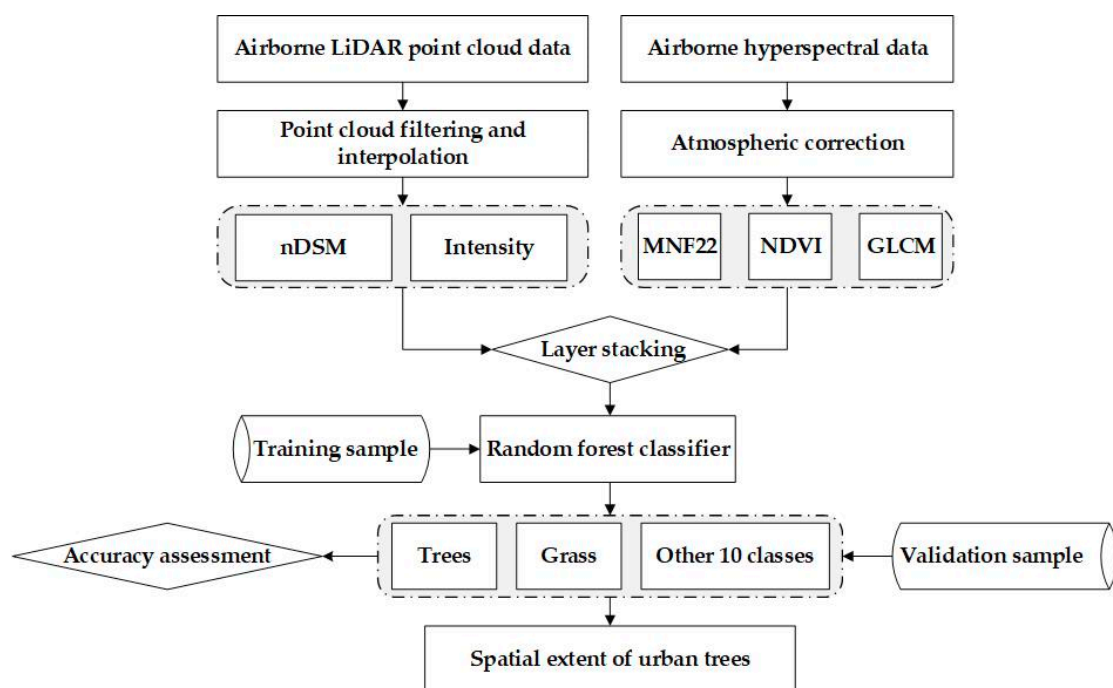 Airborne LiDAR point cloud data
Airborne hyperspectral data
Point cloud filtering and
interpolation
Atmospheric correction
nDSM
Intensity
MNF22
NDVI
GLCM
Layer stacking
Training sample
Random forest classifier
Accuracy assessment
Trees
Grass
Other 10 classes
Validation sample
Spatial extent of urban trees